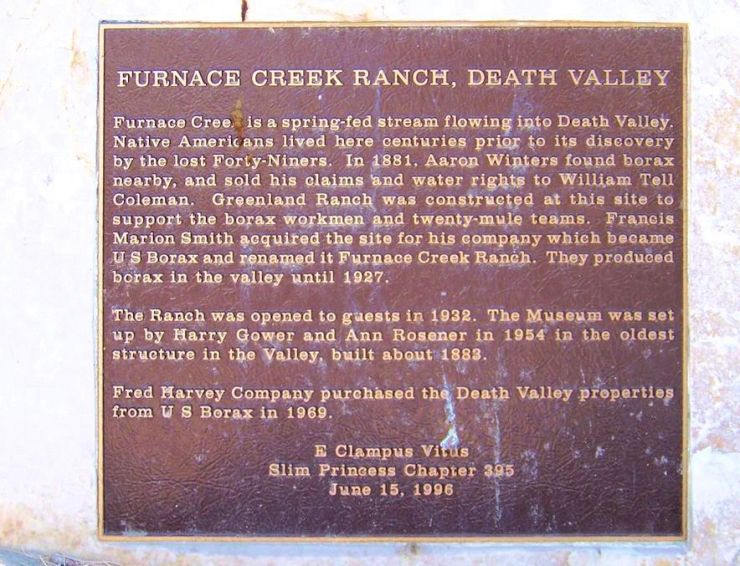 FURNACE CREEK RANCH, DEATH VALLEY
Furnace Creek is a spring-fed stream flowing into Death Valley.
Native Americans lived here centuries prior to its discovery
by the lost Forty-Niners. In 1881, Aaron Winters found borax
nearby, and sold his claims and water rights to William Tell
Coleman. Greenland Ranch was constructed at this site to
support the borax workmen and twenty-mule teams. Francis
Marion Smith acquired the site for his company which became
U S Borax and renamed it Furnace Creek Ranch. They produced
borax in the valley until 1927.
The Ranch was opened to guests in 1932. The Museum was set
up by Harry Gower and Ann Rosener in 1954 in the oldest
structure in the Valley, built about 1883.
Fred Harvey Company purchased the Death Valley properties
from U S Borax in 1969.
E Clampus Vitus
Slim Princess Chapter 395
June 15, 1996